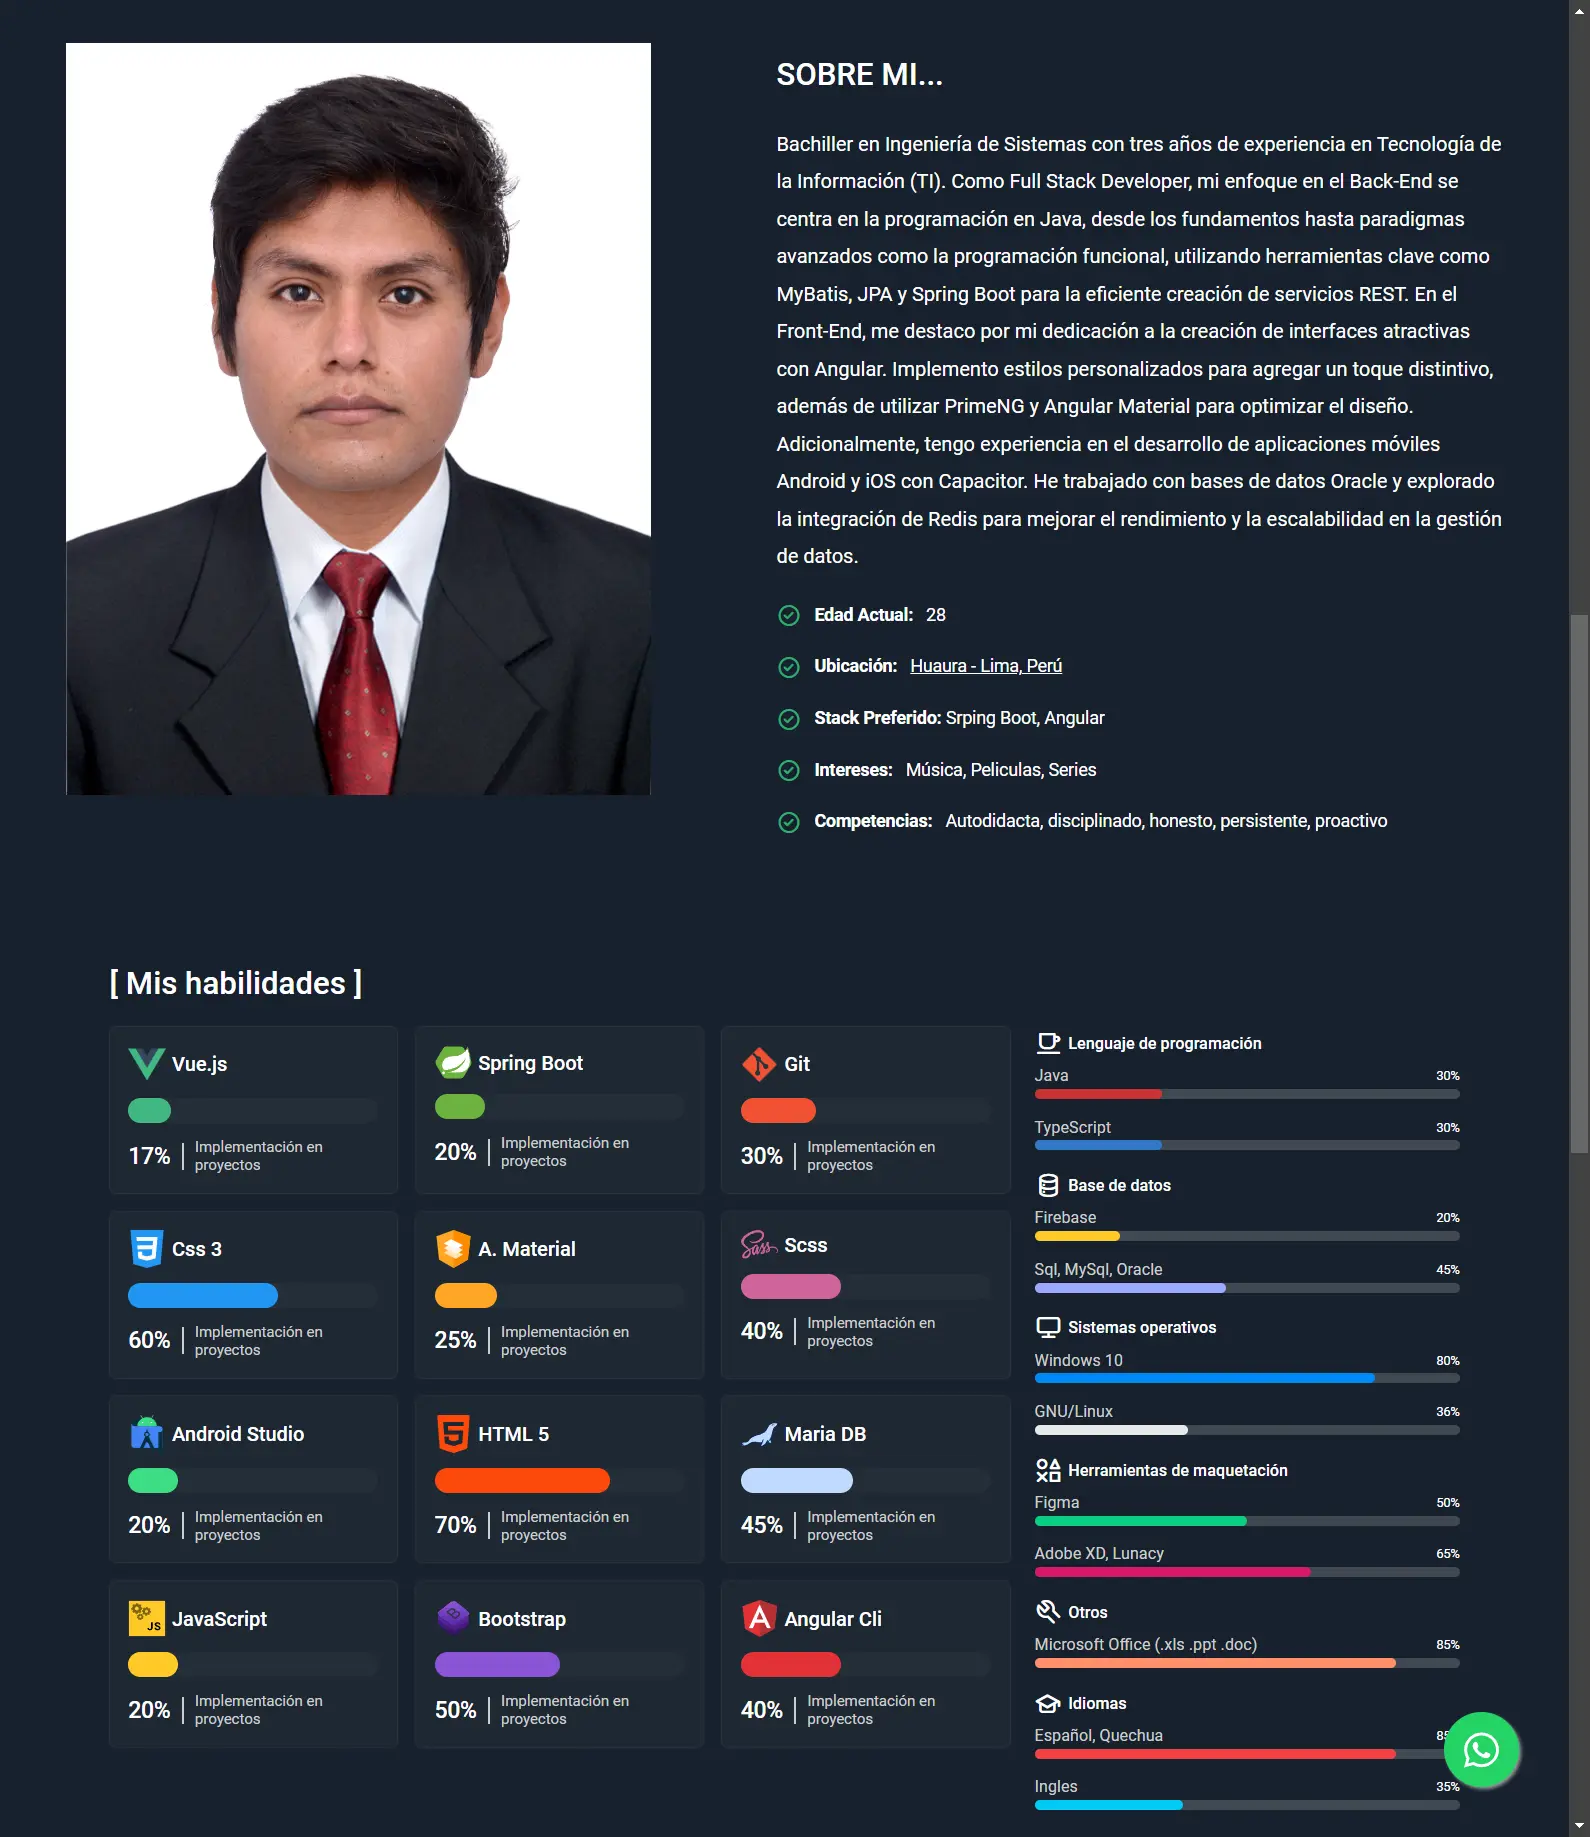 SOBRE MI...
Bachiller en Ingeniería de Sistemas con tres años de experiencia en Tecnología de
la Información (TI). Como Full Stack Developer, mi enfoque en el Back-End se
centra en la programación en Java, desde los fundamentos hasta paradigmas
avanzados como la programación funcional, utilizando herramientas clave como
MyBatis, JPA y Spring Boot para la eficiente creación de servicios REST. En el
Front-End, me destaco por mi dedicación a la creación de interfaces atractivas
con Angular. Implemento estilos personalizados para agregar un toque distintivo,
además de utilizar PrimeNG y Angular Material para optimizar el diseño.
Adicionalmente, tengo experiencia en el desarrollo de aplicaciones móviles
Android y iOS con Capacitor. He trabajado con bases de datos Oracle y explorado
la integración de Redis para mejorar el rendimiento y la escalabilidad en la gestión
de datos.
Edad Actual: 28
Ubicación: Huaura - Lima, Perú
Stack Preferido: Srping Boot, Angular
Intereses: Música, Peliculas, Series
Competencias: Autodidacta, disciplinado, honesto, persistente, proactivo
[ Mis habilidades ]
Vue.js
17%
Implementación en
proyectos
Spring Boot
20%
Implementación en
proyectos
Git
30%
Implementación en
proyectos
Css 3
60%
Implementación en
proyectos
A. Material
25%
Implementación en
proyectos
Sass
Scss
40%
Implementación en
proyectos
Android Studio
20%
Implementación en
proyectos
HTML 5
70%
Implementación en
proyectos
Maria DB
45%
Implementación en
proyectos
JS
JavaScript
20%
Implementación en
proyectos
B
Bootstrap
50%
Implementación en
proyectos
A
Angular Cli
40%
Implementación en
proyectos
Lenguaje de programación
Java 30%
TypeScript 30%
Base de datos
Firebase 20%
Sql, MySql, Oracle 45%
Sistemas operativos
Windows 10 80%
GNU/Linux 36%
Herramientas de maquetación
Figma 50%
Adobe XD, Lunacy 65%
Otros
Microsoft Office (.xls .ppt .doc) 85%
Idiomas
Español, Quechua
Ingles 35%